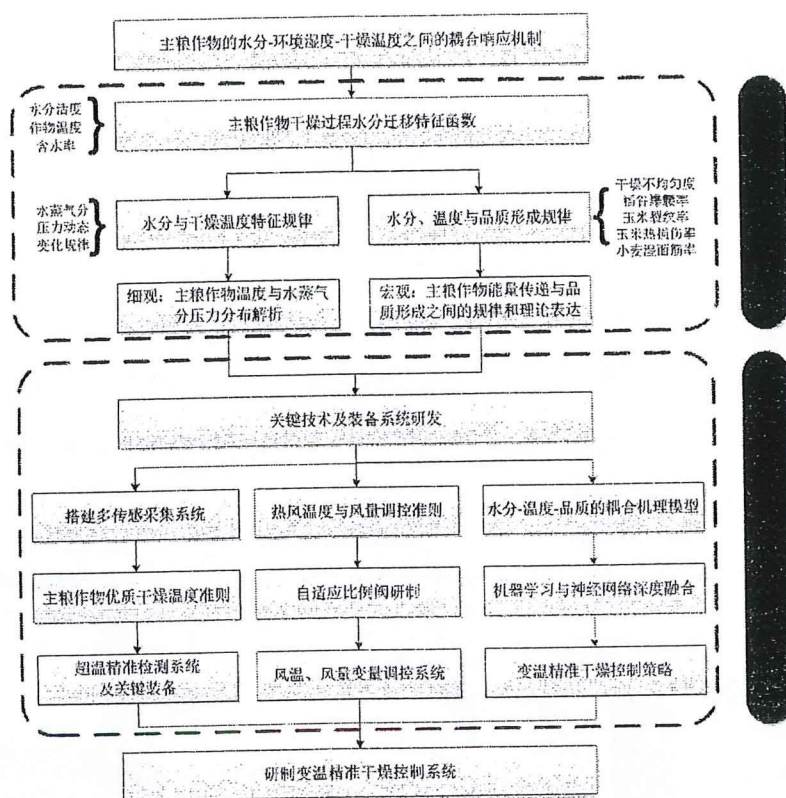 主粮作物的水分-环境湿度-干燥温度之间的耦合响应机制
水分活度
作物温度
含水率
主粮作物干燥过程水分迁移特征函数
水蒸气分
压力动态
变化规律
水分与干燥温度特征规律
水分、温度与品质形成规律
干燥不均匀度
稻谷爆腰率
玉米裂纹率
玉米热损伤率
小麦湿面筋率
细观：主粮作物温度与水蒸气
分压力分布解析
宏观：主粮作物能量传递与品
质形成之间的规律和理论表达
关键技术及装备系统研发
搭建多传感采集系统
热风温度与风量调控准则
水分-温度-品质的耦合机理模型
主粮作物优质干燥温度准则
自适应比例阀研制
机器学习与神经网络深度融合
超温精准检测系统
及关键装备
风温、风量变量调控系统
变温精准干燥控制策略
研制变温精准干燥控制系统